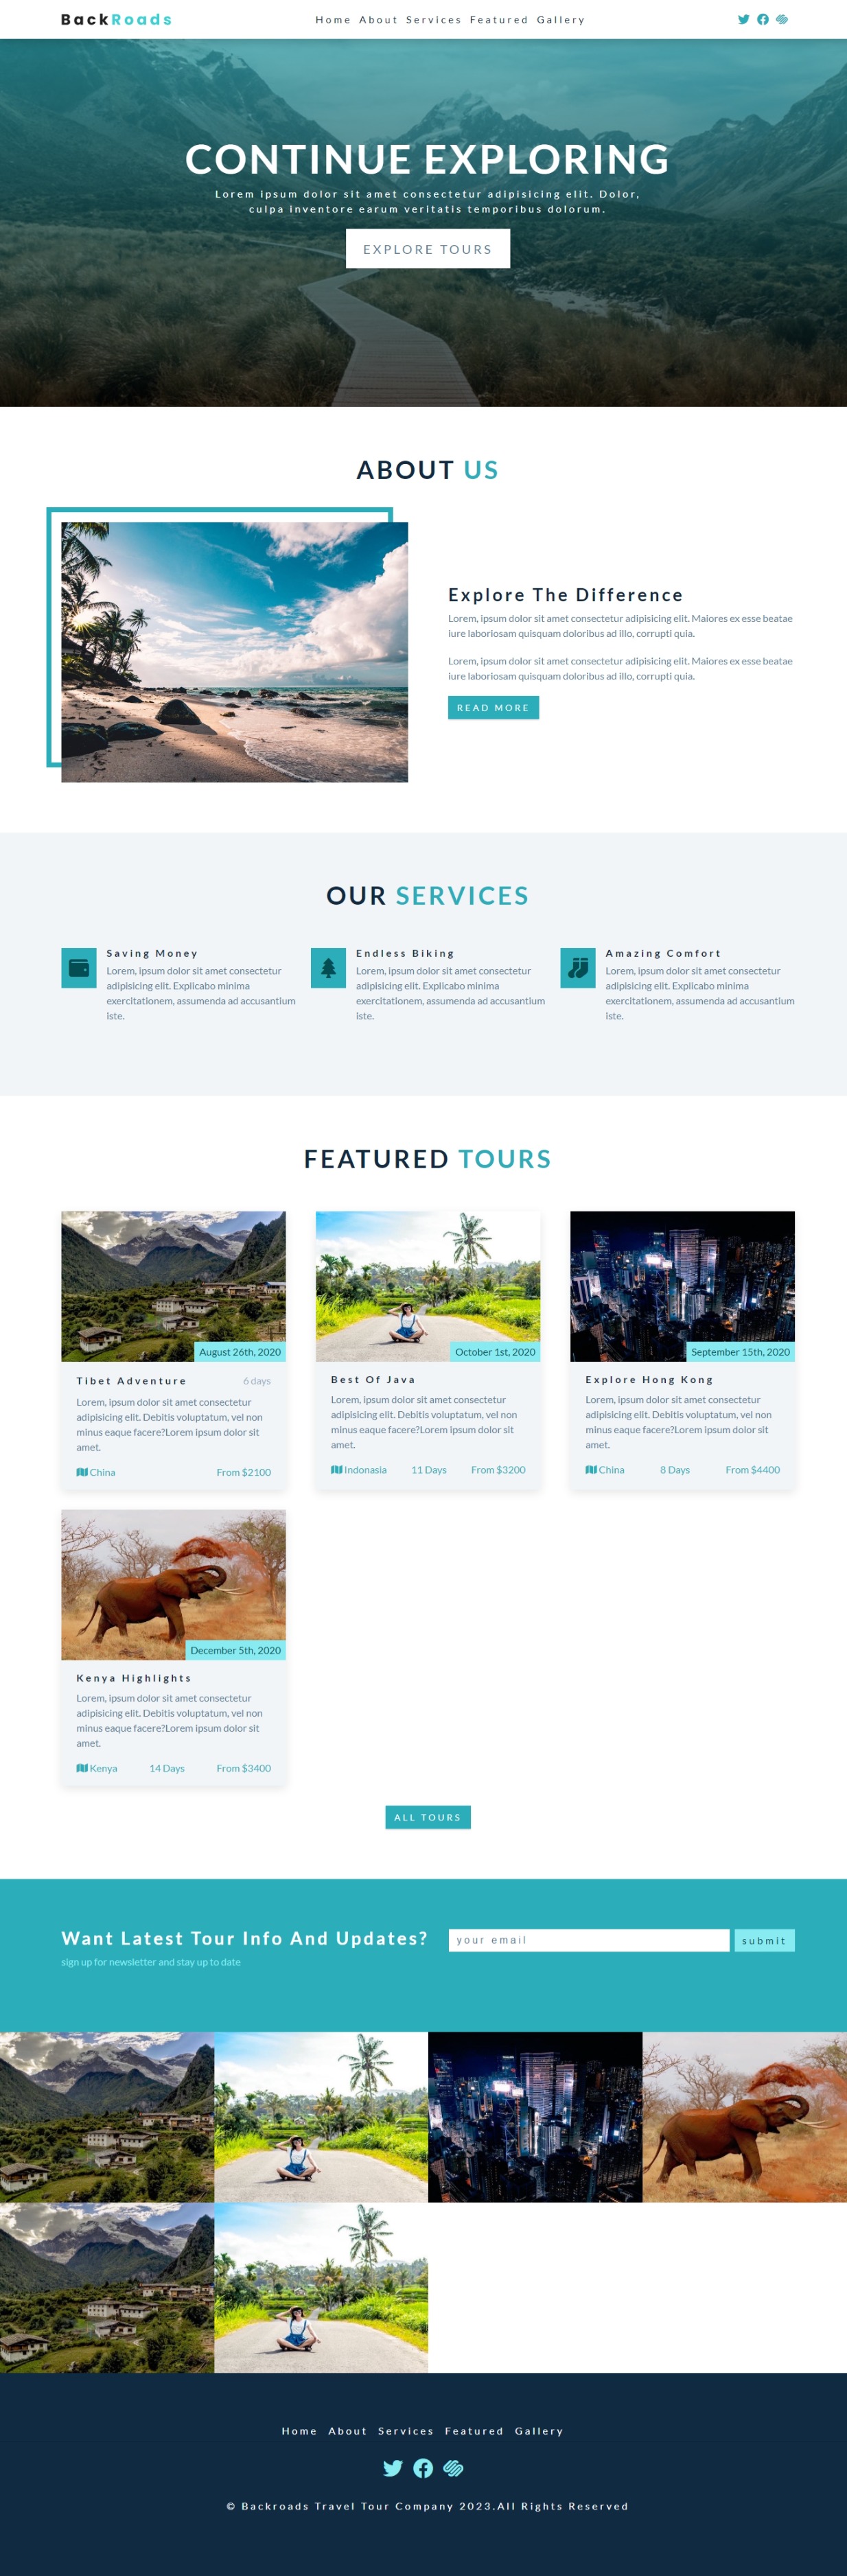 BackRoads
Home About Services Featured Gallery
CONTINUE EXPLORING
Lorem ipsum dolor sit amet consectetur adipisicing elit. Dolor,
culpa inventore earum veritatis temporibus dolorum.
EXPLORE TOURS
ABOUT US
Explore The Difference
Lorem, ipsum dolor sit amet consectetur adipisicing elit. Maiores ex esse beatae
iure laboriosam quisquam doloribus ad illo, corrupti quia.
Lorem, ipsum dolor sit amet consectetur adipisicing elit. Maiores ex esse beatae
iure laboriosam quisquam doloribus ad illo, corrupti quia.
READ MORE
OUR SERVICES
Saving Money
Lorem, ipsum dolor sit amet consectetur
adipisicing elit. Explicabo minima
exercitationem, assumenda ad accusantium
iste.
Endless Biking
Lorem, ipsum dolor sit amet consectetur
adipisicing elit. Explicabo minima
exercitationem, assumenda ad accusantium
iste.
Amazing Comfort
Lorem, ipsum dolor sit amet consectetur
adipisicing elit. Explicabo minima
exercitationem, assumenda ad accusantium
iste.
FEATURED TOURS
August 26th, 2020
Tibet Adventure 6 days
Lorem, ipsum dolor sit amet consectetur
adipisicing elit. Debitis voluptatum, vel non
minus eaque facere?Lorem ipsum dolor sit
amet.
China From $2100
October 1st, 2020
Best Of Java
Lorem, ipsum dolor sit amet consectetur
adipisicing elit. Debitis voluptatum, vel non
minus eaque facere?Lorem ipsum dolor sit
amet.
Indonasia 11 Days From $3200
September 15th, 2020
Explore Hong Kong
Lorem, ipsum dolor sit amet consectetur
adipisicing elit. Debitis voluptatum, vel non
minus eaque facere?Lorem ipsum dolor sit
amet.
China 8 Days From $4400
December 5th, 2020
Kenya Highlights
Lorem, ipsum dolor sit amet consectetur
adipisicing elit. Debitis voluptatum, vel non
minus eaque facere?Lorem ipsum dolor sit
amet.
Kenya 14 Days From $3400
ALL TOURS
Want Latest Tour Info And Updates?
sign up for newsletter and stay up to date
your email
submit
Home About Services Featured Gallery
© Backroads Travel Tour Company 2023.All Rights Reserved